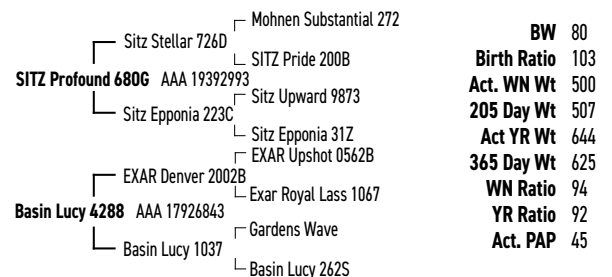 Mohnen Substantial 272
Sitz Stellar 726D
SITZ Pride 200B
SITZ Profound 680G AAA 19392993
Sitz Upward 9873
Sitz Epponia 223C
Sitz Epponia 31Z
EXAR Upshot 0562B
EXAR Denver 2002B
Exar Royal Lass 1067
Basin Lucy 4288 AAA 17926843
Gardens Wave
Basin Lucy 1037
Basin Lucy 262S
BW 80
Birth Ratio 103
Act. WN Wt 500
205 Day Wt 507
Act YR Wt 644
365 Day Wt 625
WN Ratio 94
YR Ratio 92
Act. PAP 45